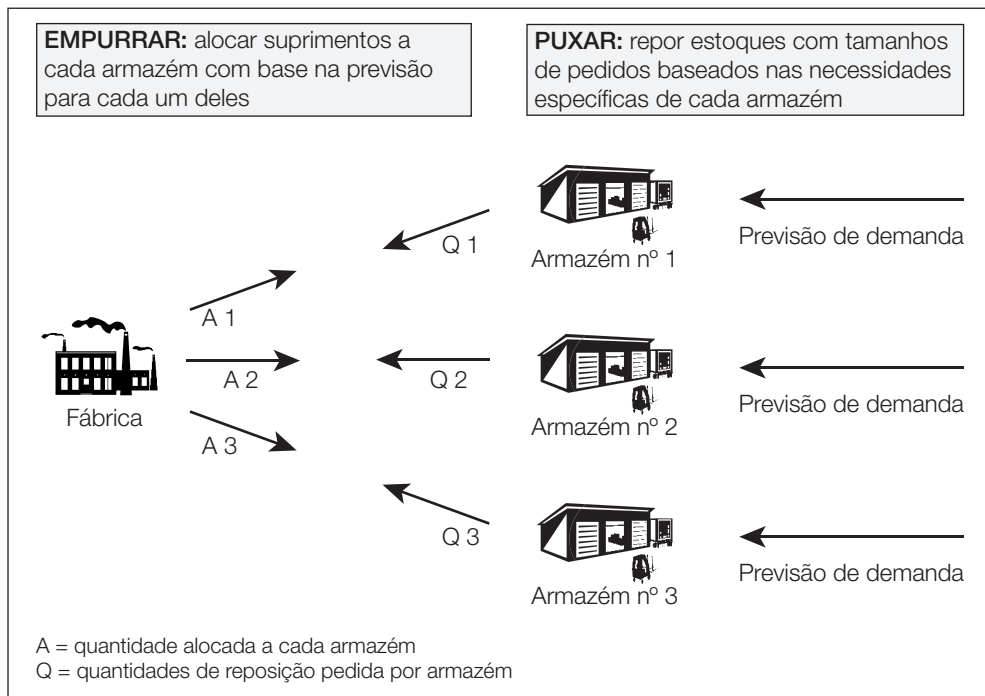 EMPURRAR: alocar suprimentos a
cada armazém com base na previsão
para cada um deles
PUXAR: repor estoques com tamanhos
de pedidos baseados nas necessidades
específicas de cada armazém
Q 1
Armazém nº 1
Previsão de demanda
A 1
Fábrica
A 2
Q 2
Armazém nº 2
Previsão de demanda
A 3
Q 3
Armazém nº 3
Previsão de demanda
A = quantidade alocada a cada armazém
Q = quantidades de reposição pedida por armazém